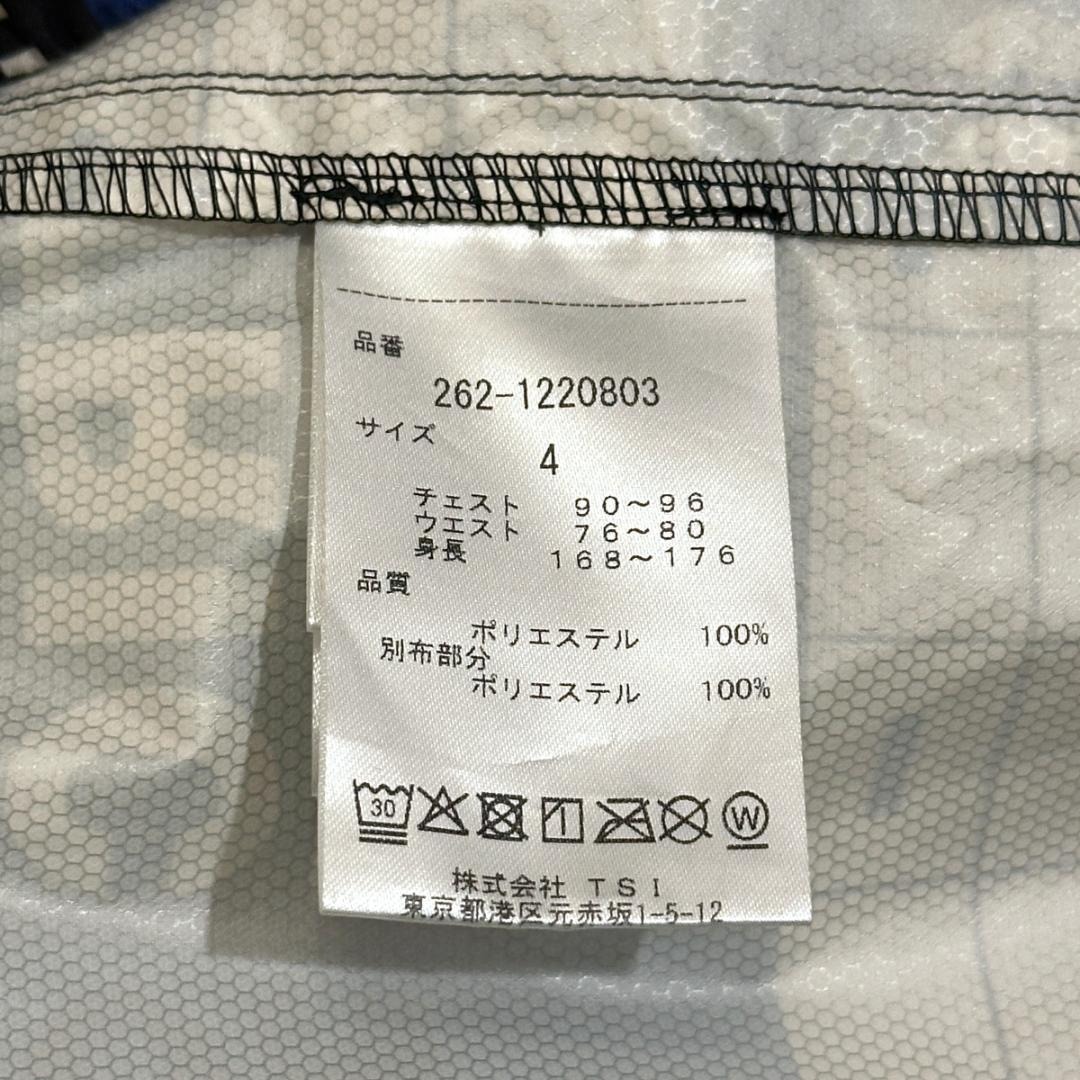 品番
262-1220803
サイズ
4
チェスト 90~96
ウエスト 76~80
身長 168~176
品質
ポリエステル 100%
別布部分
ポリエステル 100%
30 W
株式会社 TSI
東京都港区元赤坂1-5-12